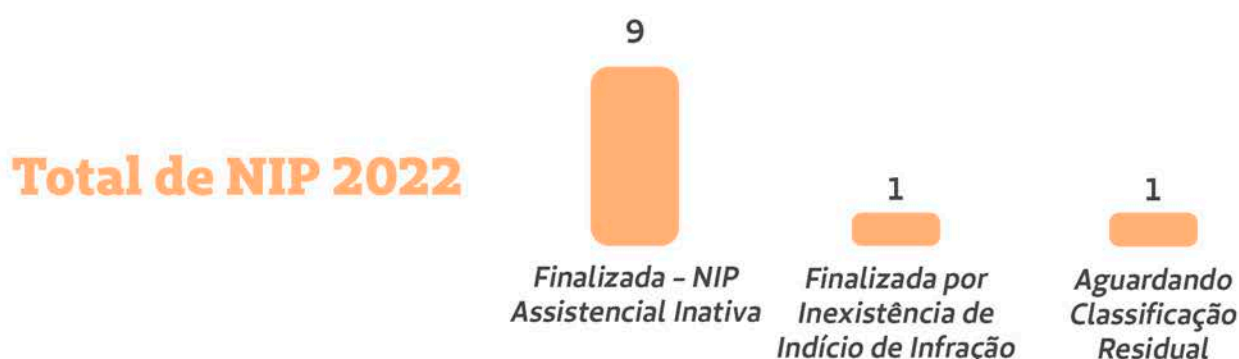 Total de NIP 2022
9
Finalizada – NIP
Assistencial Inativa
1
Finalizada por
Inexistência de
Indício de Infração
1
Aguardando
Classificação
Residual